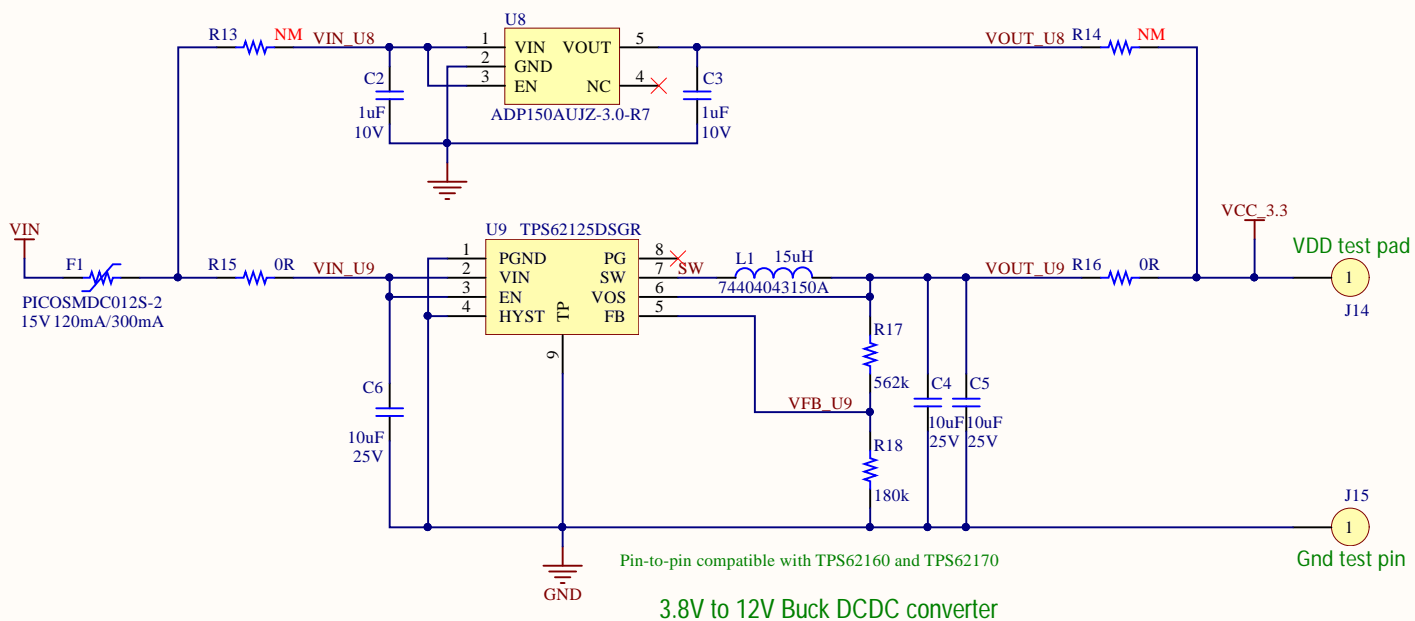 U8
R13 NM VIN_U8 1 VIN VOUT 5 VOUT_U8 R14 NM
2 GND
3 EN NC 4
C2 C3
1uF 1uF
10V 10V
ADP150AUJZ-3.0-R7
VIN
VCC_3.3
U9 TPS62125DSGR
VDD test pad
F1 R15 0R VIN_U9
1 PGND PG 8
2 VIN SW 7 SW L1 15uH VOUT_U9 R16 0R 1
3 EN VOS 6
4 HYST TP FB 5
74404043150A
PICOSMDC012S-2
15V 120mA/300mA
J14
9
R17
562k
C6 C4 C5
10uF 10uF 10uF
25V 25V 25V
VFB_U9
R18
180k
J15
1
Gnd test pin
GND
Pin-to-pin compatible with TPS62160 and TPS62170
3.8V to 12V Buck DCDC converter